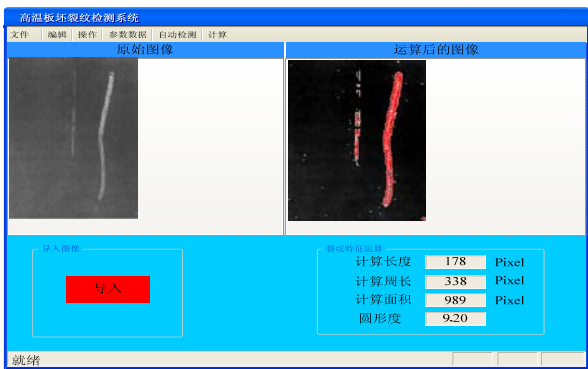 高温板坯裂纹检测系统
文件 编辑 操作 参数数据 自动检测 计算
原始图像 运算后的图像
导入图像
导入
裂纹特征运算
计算长度 178 Pixel
计算周长 338 Pixel
计算面积 989 Pixel
圆形度 9.20
就绪